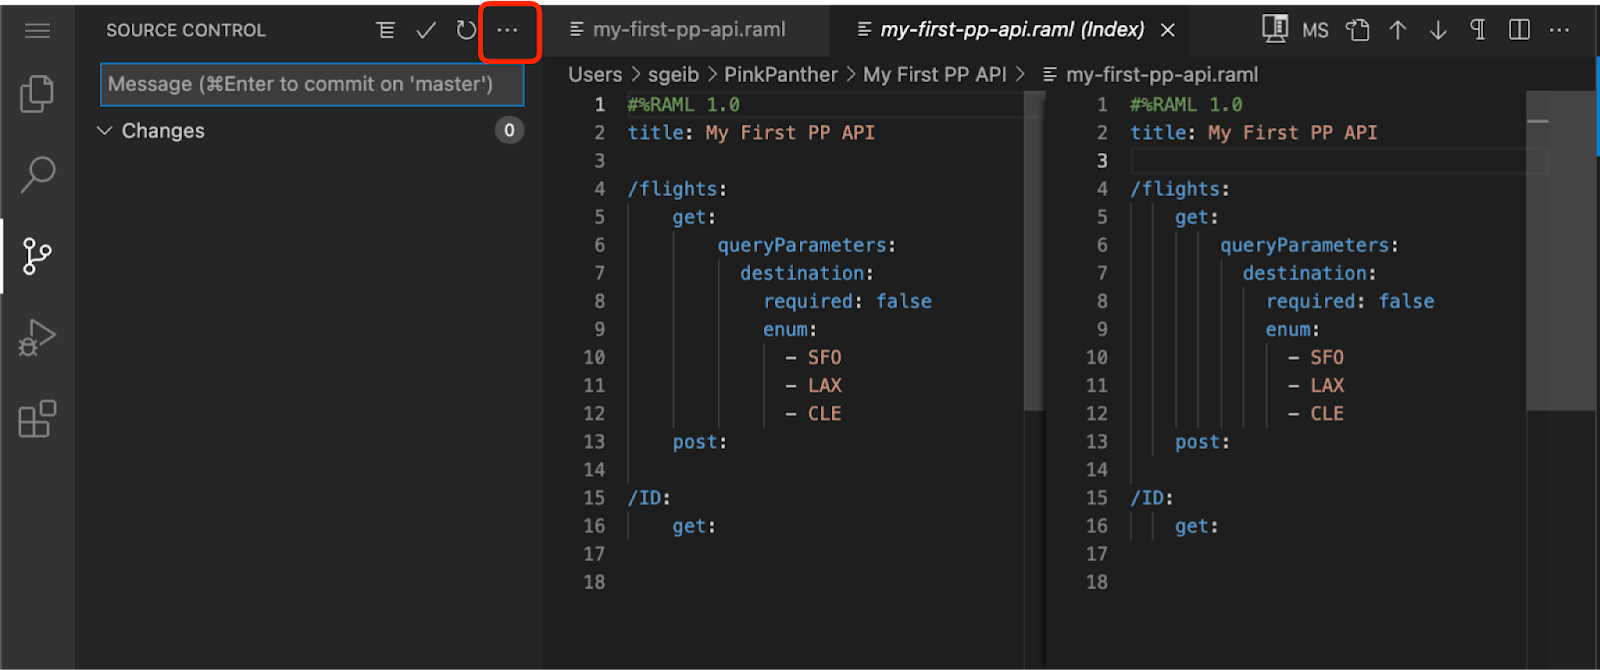 SOURCE CONTROL
Message (⌘Enter to commit on 'master')
Changes 0
my-first-pp-api.raml
my-first-pp-api.raml (Index)
MS
Users > sgeib > PinkPanther > My First PP API > my-first-pp-api.raml
1 #%RAML 1.0
2 title: My First PP API
3
4 /flights:
5 get:
6 queryParameters:
7 destination:
8 required: false
9 enum:
10 - SFO
11 - LAX
12 - CLE
13 post:
14
15 /ID:
16 get:
17
18
1 #%RAML 1.0
2 title: My First PP API
3
4 /flights:
5 get:
6 queryParameters:
7 destination:
8 required: false
9 enum:
10 - SFO
11 - LAX
12 - CLE
13 post:
14
15 /ID:
16 get:
17
18